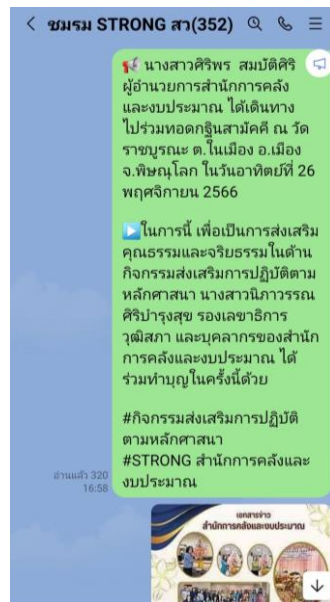 ชมรม STRONG สว(352)
นางสาวศิริพร สมบัติศิริ
ผู้อำนวยการสำนักการคลัง
และงบประมาณ ได้เดินทาง
ไปร่วมทอดกฐินสามัคคี ณ วัด
ราชบูรณะ ต.ในเมือง อ.เมือง
จ.พิษณุโลก ในวันอาทิตย์ที่ 26
พฤศจิกายน 2566
ในการนี้ เพื่อเป็นการส่งเสริม
คุณธรรมและจริยธรรมในด้าน
กิจกรรมส่งเสริมการปฏิบัติตาม
หลักศาสนา นางสาวนิภาวรรณ
ศิริบำรุงสุข รองเลขาธิการ
วุฒิสภา และบุคลากรของสำนัก
การคลังและงบประมาณ ได้
ร่วมทำบุญในครั้งนี้ด้วย
#กิจกรรมส่งเสริมการปฏิบัติ
ตามหลักศาสนา
#STRONG สำนักการคลังและ
งบประมาณ
อ่านแล้ว 320
16:58
เอกสารข่าว
สำนักการคลังและงบประมาณ